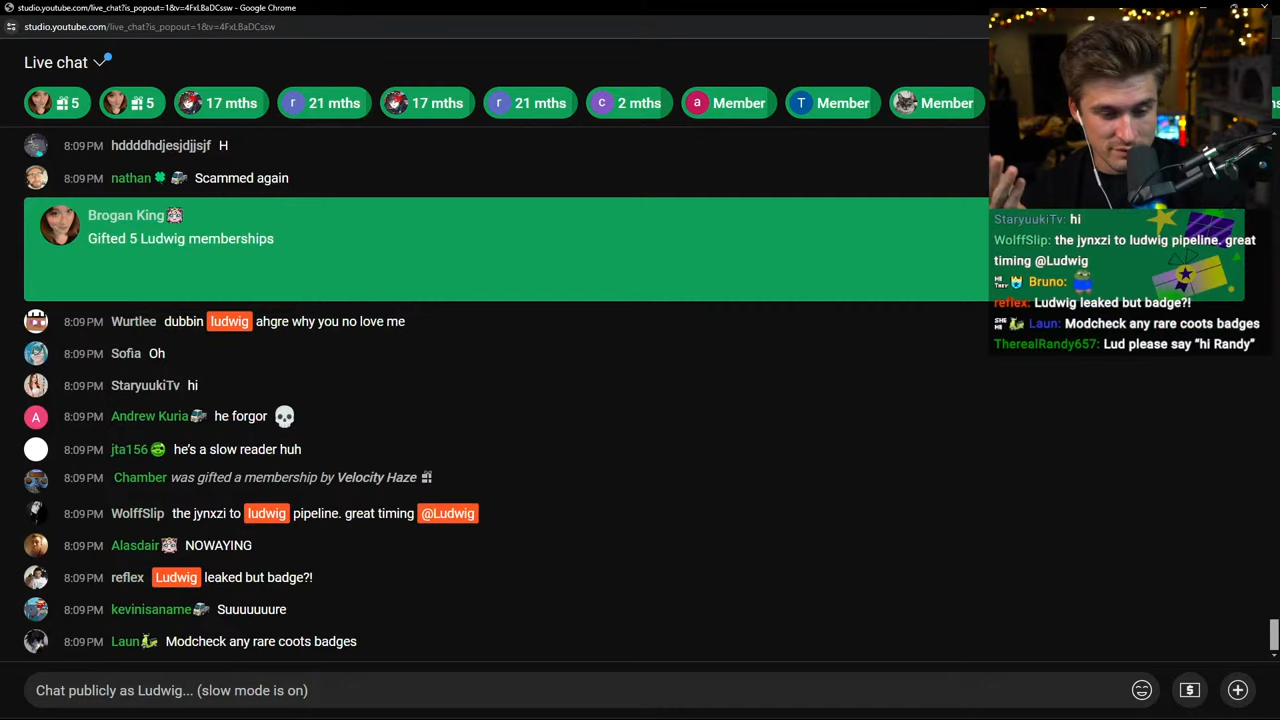 studio.youtube.com/live_chat?is_popout=1&v=4FxLBaDCssw - Google Chrome
studio.youtube.com/live_chat?is_popout=1&v=4FxLBaDCssw
Live chat
5
5
17 mths
r 21 mths
17 mths
r 21 mths
c 2 mths
a Member
T Member
Member
8:09 PM hddddhdjesjdjjsjf H
8:09 PM nathan Scammed again
Brogan King
Gifted 5 Ludwig memberships
8:09 PM Wurtlee dubbin ludwig ahgre why you no love me
8:09 PM Sofia Oh
8:09 PM StaryuukiTv hi
A 8:09 PM Andrew Kuria he forgor
8:09 PM jta156 he's a slow reader huh
8:09 PM Chamber was gifted a membership by Velocity Haze
8:09 PM WolffSlip the jynxzi to ludwig pipeline. great timing @Ludwig
8:09 PM Alasdair NOWAYING
8:09 PM reflex Ludwig leaked but badge?!
8:09 PM kevinisaname Suuuuuure
8:09 PM Laun Modcheck any rare coots badges
Chat publicly as Ludwig... (slow mode is on)
StaryuukiTv: hi
WolffSlip: the jynxzi to ludwig pipeline. great
timing @Ludwig
HE THEY Bruno:
reflex: Ludwig leaked but badge?!
SHE HE Laun: Modcheck any rare coots badges
TherealRandy657: Lud please say “hi Randy”